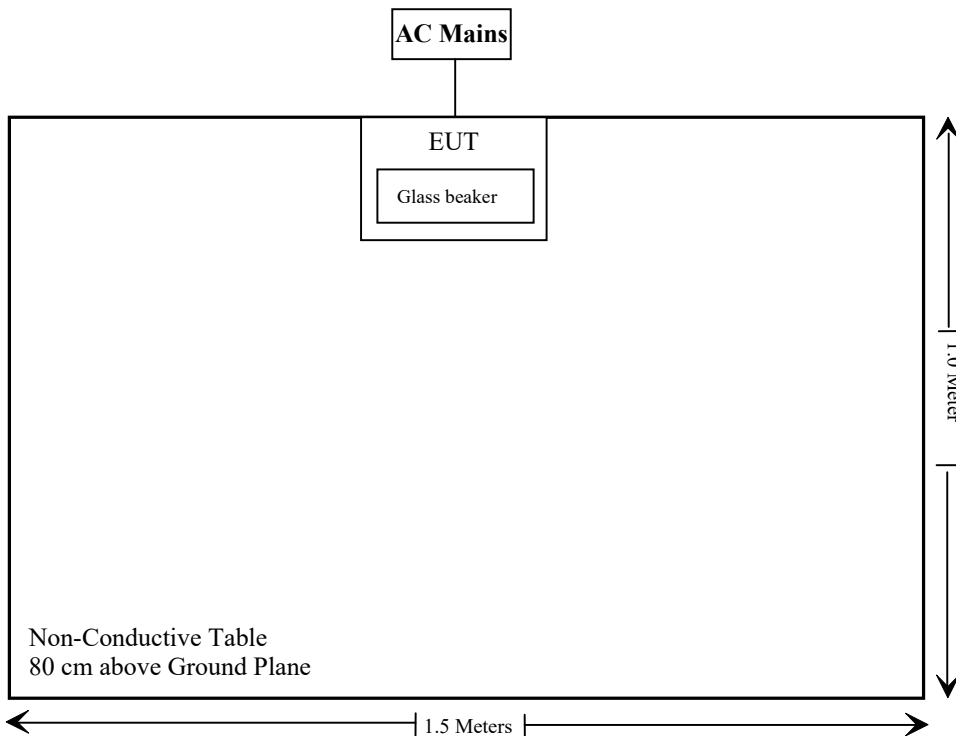 AC Mains
EUT
Glass beaker
1.0 Meter
Non-Conductive Table
80 cm above Ground Plane
1.5 Meters